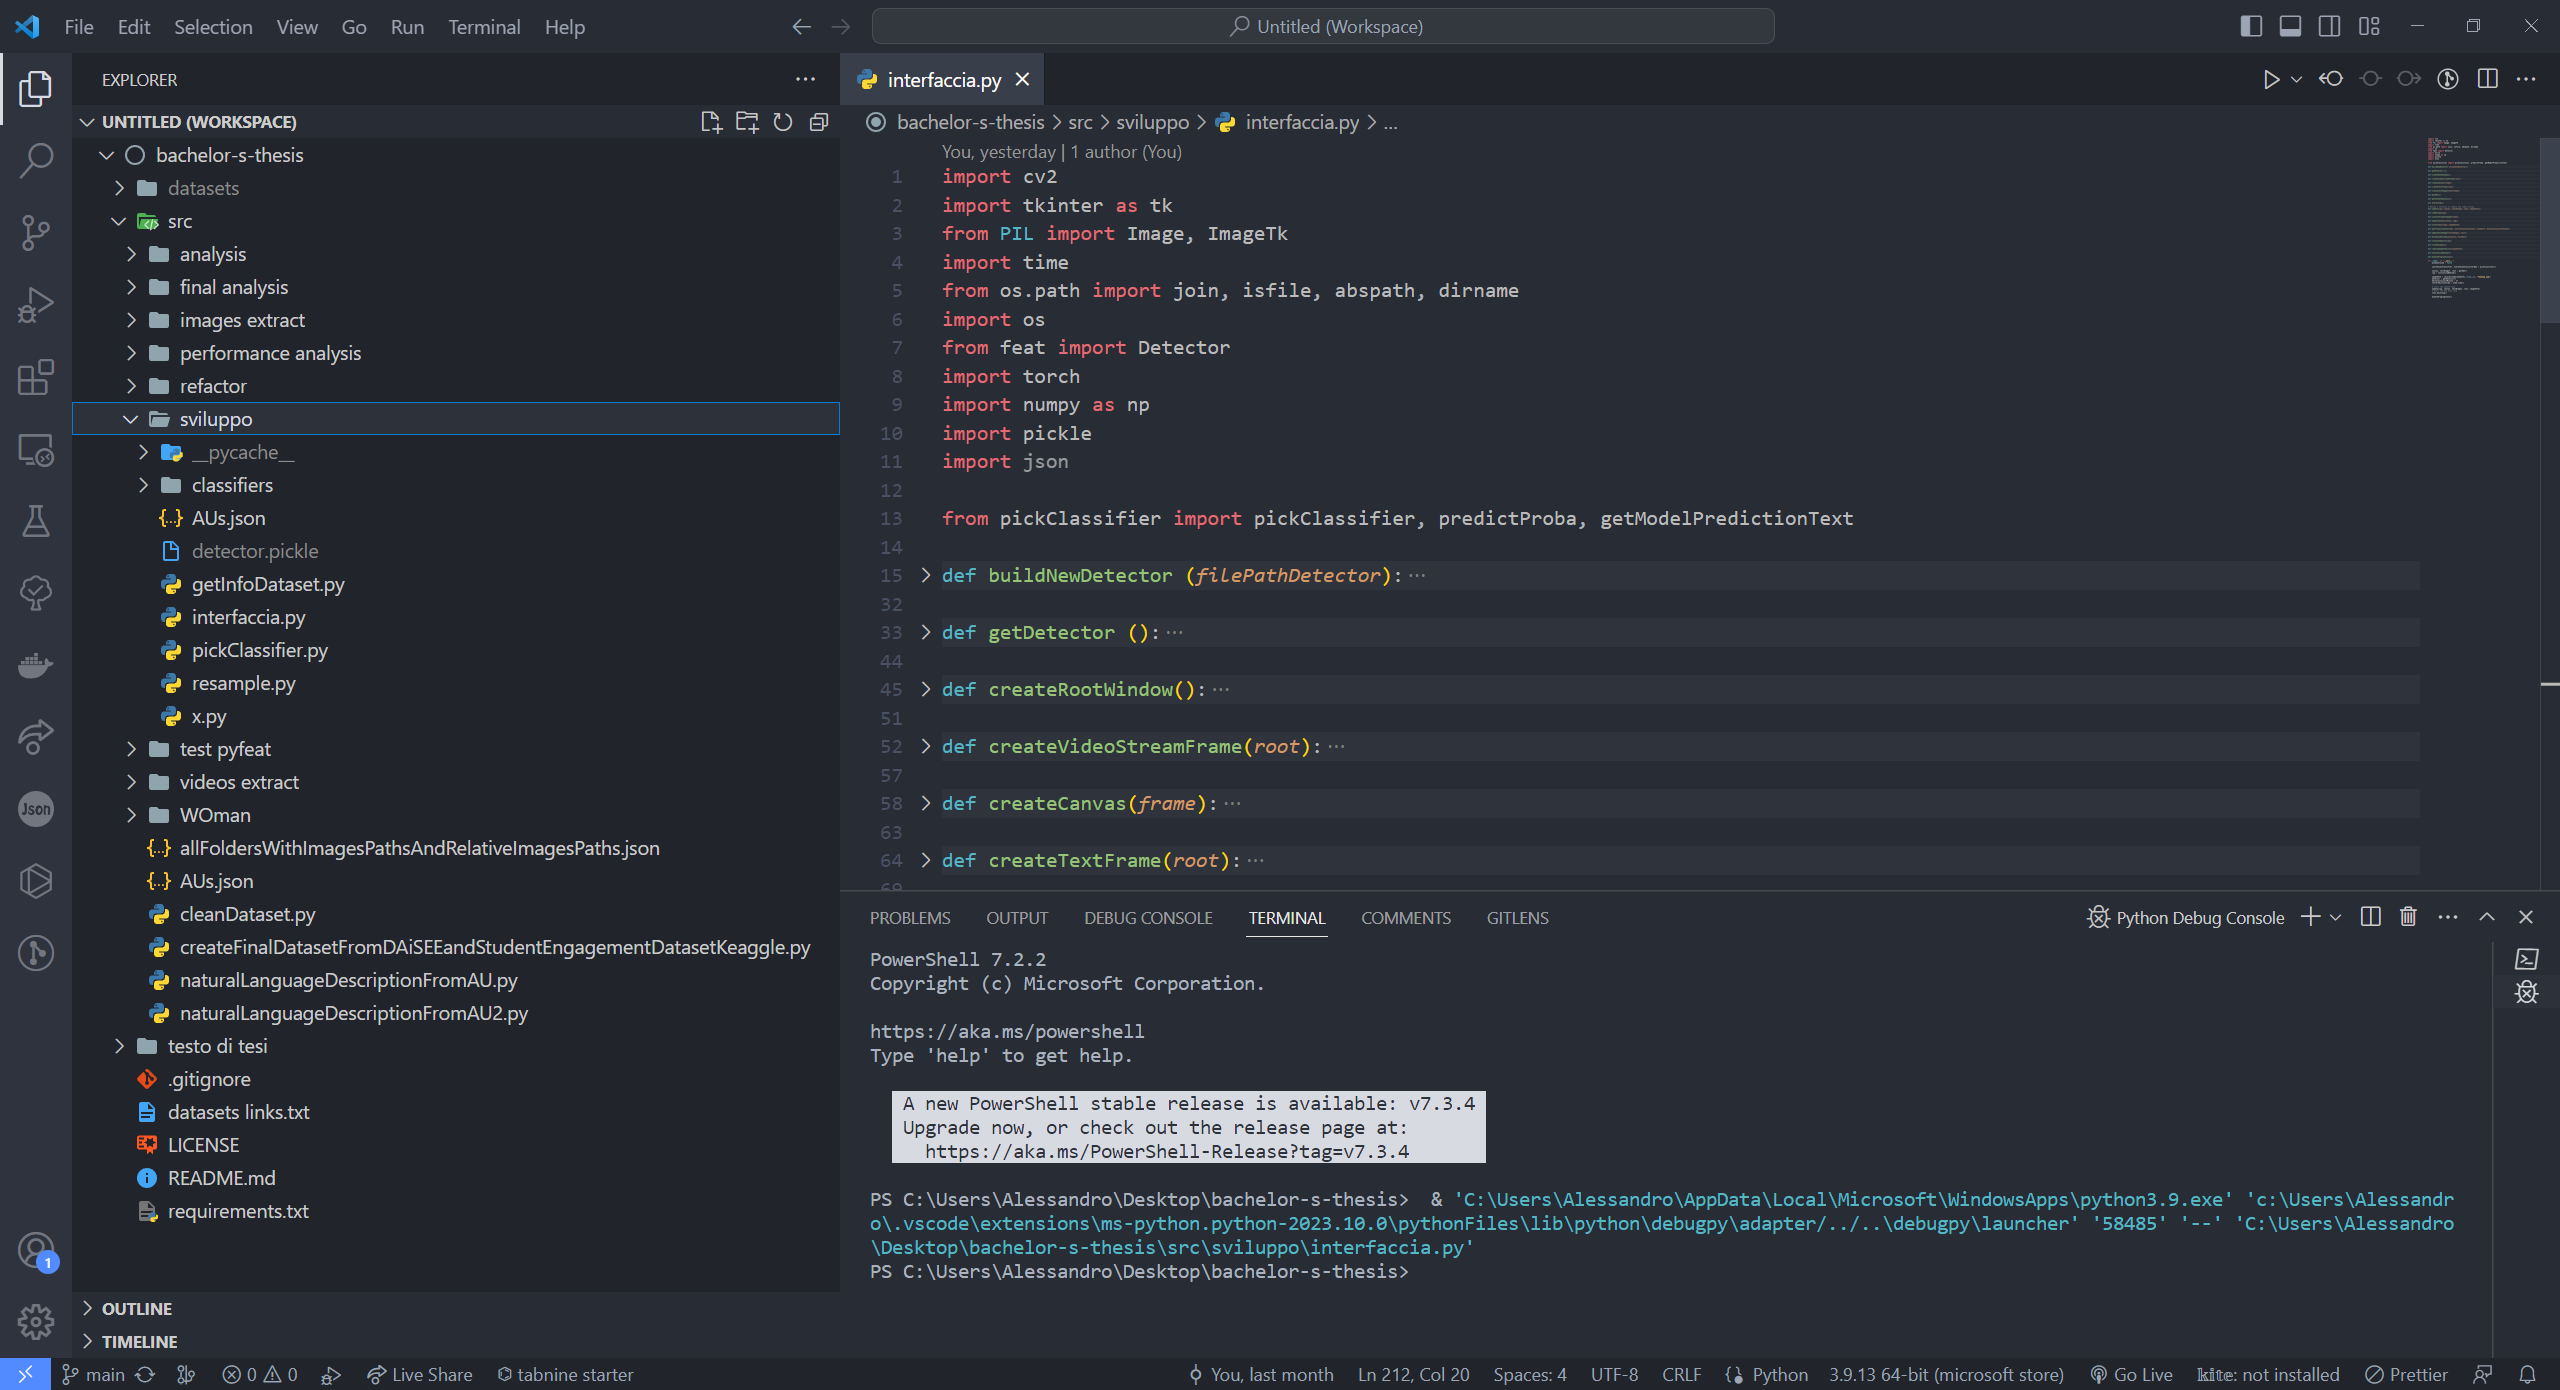 File Edit Selection View Go Run Terminal Help
Untitled (Workspace)
EXPLORER
UNTITLED (WORKSPACE)
bachelor-s-thesis
datasets
src
analysis
final analysis
images extract
performance analysis
refactor
sviluppo
__pycache__
classifiers
AUs.json
detector.pickle
getInfoDataset.py
interfaccia.py
pickClassifier.py
resample.py
x.py
test pyfeat
videos extract
WOman
allFoldersWithImagesPathsAndRelativeImagesPaths.json
AUs.json
cleanDataset.py
createFinalDatasetFromDAiSEEandStudentEngagementDatasetKeaggle.py
naturalLanguageDescriptionFromAU.py
naturalLanguageDescriptionFromAU2.py
testo di tesi
.gitignore
datasets links.txt
LICENSE
README.md
requirements.txt
OUTLINE
TIMELINE
Json
1
interfaccia.py
bachelor-s-thesis > src > sviluppo > interfaccia.py > ...
You, yesterday | 1 author (You)
1 import cv2
2 import tkinter as tk
3 from PIL import Image, ImageTk
4 import time
5 from os.path import join, isfile, abspath, dirname
6 import os
7 from feat import Detector
8 import torch
9 import numpy as np
10 import pickle
11 import json
12
13 from pickClassifier import pickClassifier, predictProba, getModelPredictionText
14
15 def buildNewDetector (filePathDetector):...
32
33 def getDetector ():...
44
45 def createRootWindow():...
51
52 def createVideoStreamFrame(root):...
57
58 def createCanvas(frame):...
63
64 def createTextFrame(root):...
69
PROBLEMS OUTPUT DEBUG CONSOLE TERMINAL COMMENTS GITLENS
Python Debug Console
PowerShell 7.2.2
Copyright (c) Microsoft Corporation.
https://aka.ms/powershell
Type 'help' to get help.
A new PowerShell stable release is available: v7.3.4
Upgrade now, or check out the release page at:
https://aka.ms/PowerShell-Release?tag=v7.3.4
PS C:\Users\Alessandro\Desktop\bachelor-s-thesis>  & 'C:\Users\Alessandro\AppData\Local\Microsoft\WindowsApps\python3.9.exe' 'c:\Users\Alessandr
o\.vscode\extensions\ms-python.python-2023.10.0\pythonFiles\lib\python\debugpy\adapter/../..\debugpy\launcher' '58485' '--' 'C:\Users\Alessandro
\Desktop\bachelor-s-thesis\src\sviluppo\interfaccia.py'
PS C:\Users\Alessandro\Desktop\bachelor-s-thesis>
main 0 0 Live Share tabnine starter You, last month Ln 212, Col 20 Spaces: 4 UTF-8 CRLF Python 3.9.13 64-bit (microsoft store) Go Live kite: not installed Prettier